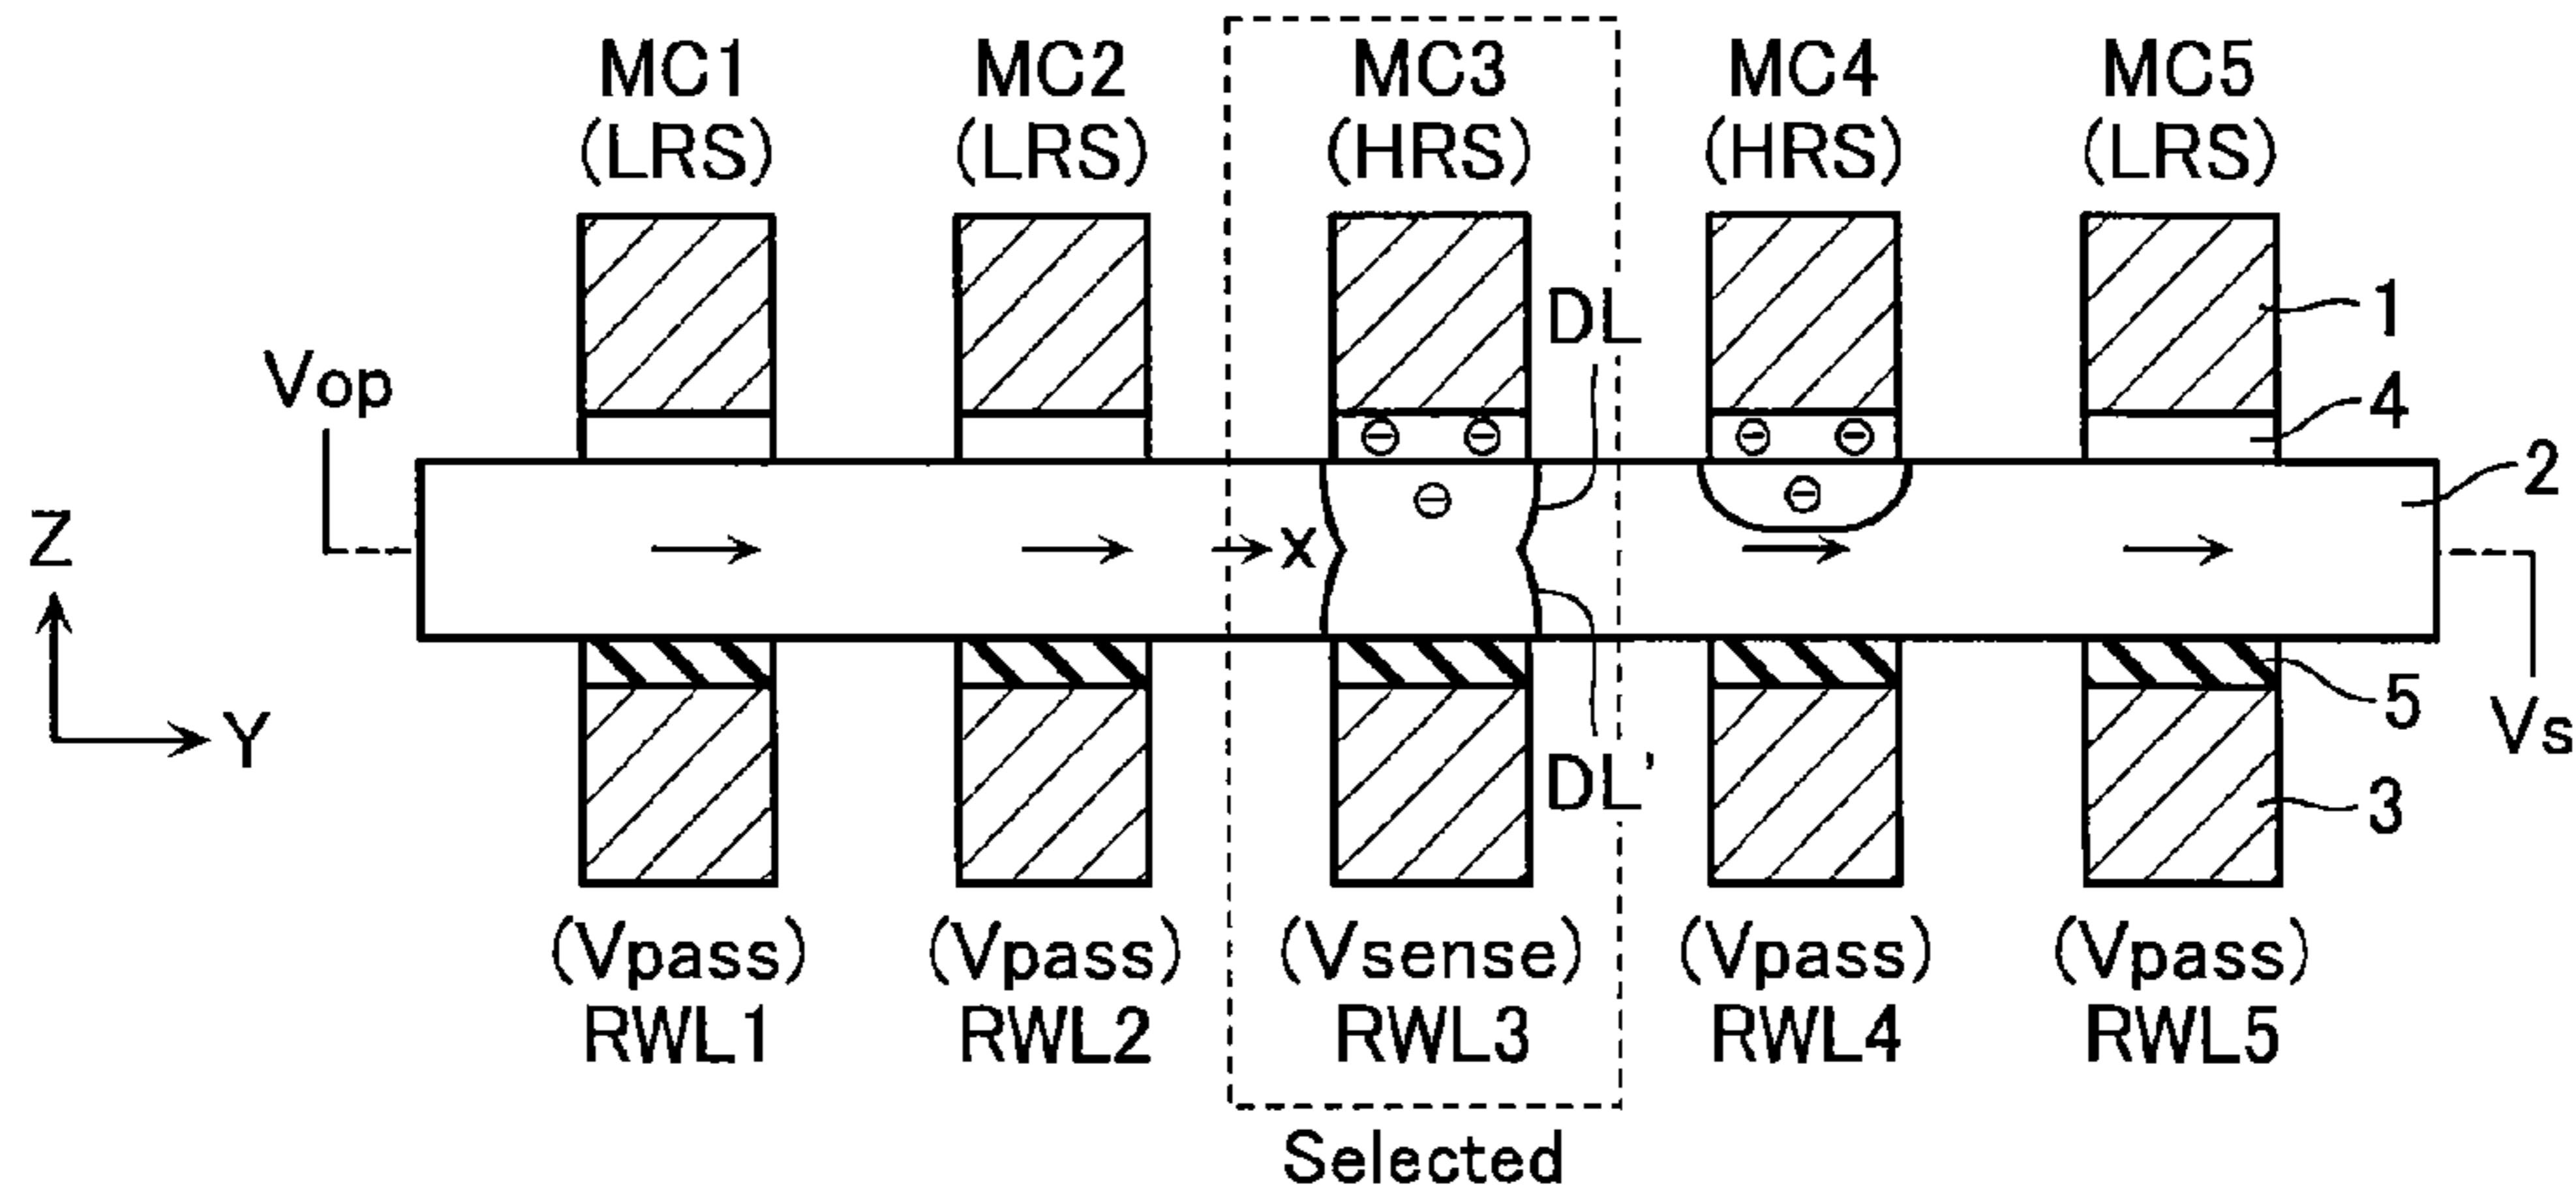 MC1 MC2 MC3 MC4 MC5
(LRS) (LRS) (HRS) (HRS) (LRS)
DL
1
Vop
4
⊖ ⊖ ⊖ ⊖
2
⊖ ⊖
Z
X
5
Y
Vs
DL'
3
(Vpass) (Vpass) (Vsense) (Vpass) (Vpass)
RWL1 RWL2 RWL3 RWL4 RWL5
Selected